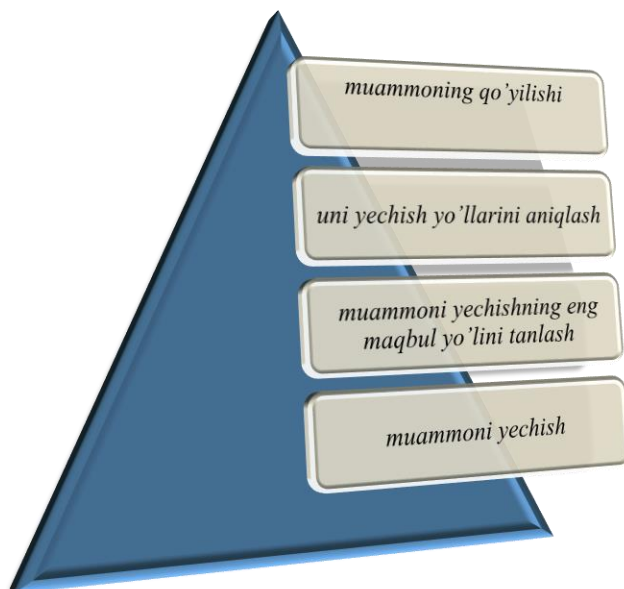 muammoning qo’yilishi
uni yechish yo’llarini aniqlash
muammoni yechishning eng
maqbul yo’lini tanlash
muammoni yechish